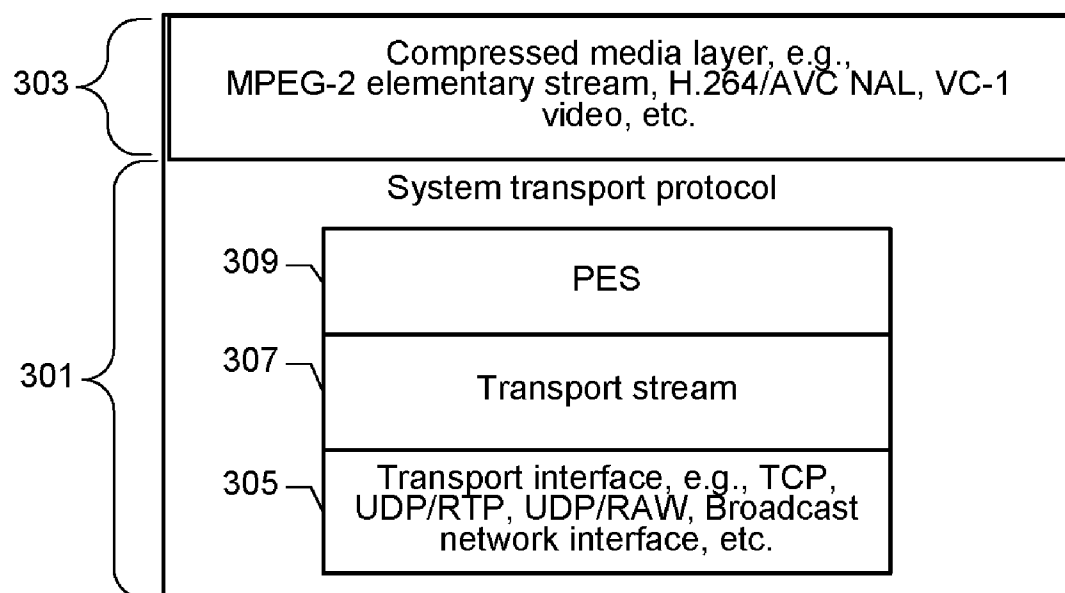 303
Compressed media layer, e.g.,
MPEG-2 elementary stream, H.264/AVC NAL, VC-1
video, etc.
System transport protocol
309
PES
307
Transport stream
301
305
Transport interface, e.g., TCP,
UDP/RTP, UDP/RAW, Broadcast
network interface, etc.